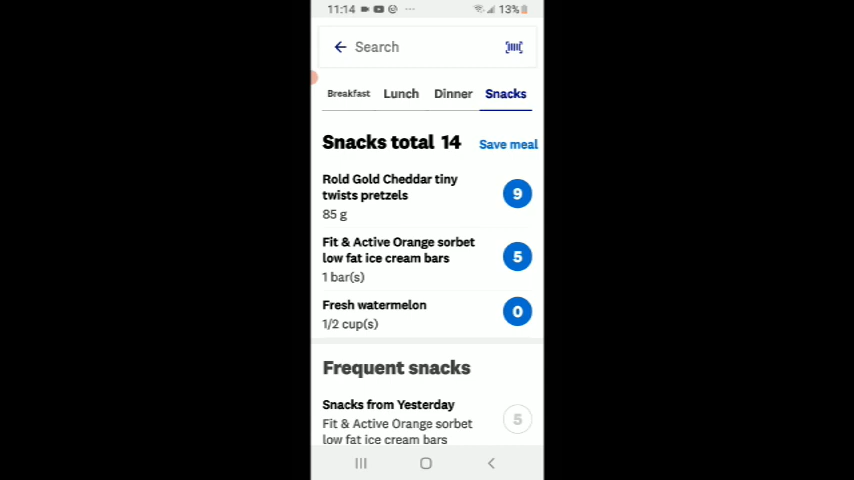 11:14
13%
Search
Breakfast Lunch Dinner Snacks
Snacks total 14 Save meal
Rold Gold Cheddar tiny
twists pretzels
9
85 g
Fit & Active Orange sorbet
low fat ice cream bars
5
1 bar(s)
Fresh watermelon
0
1/2 cup(s)
Frequent snacks
Snacks from Yesterday
5
Fit & Active Orange sorbet
low fat ice cream bars